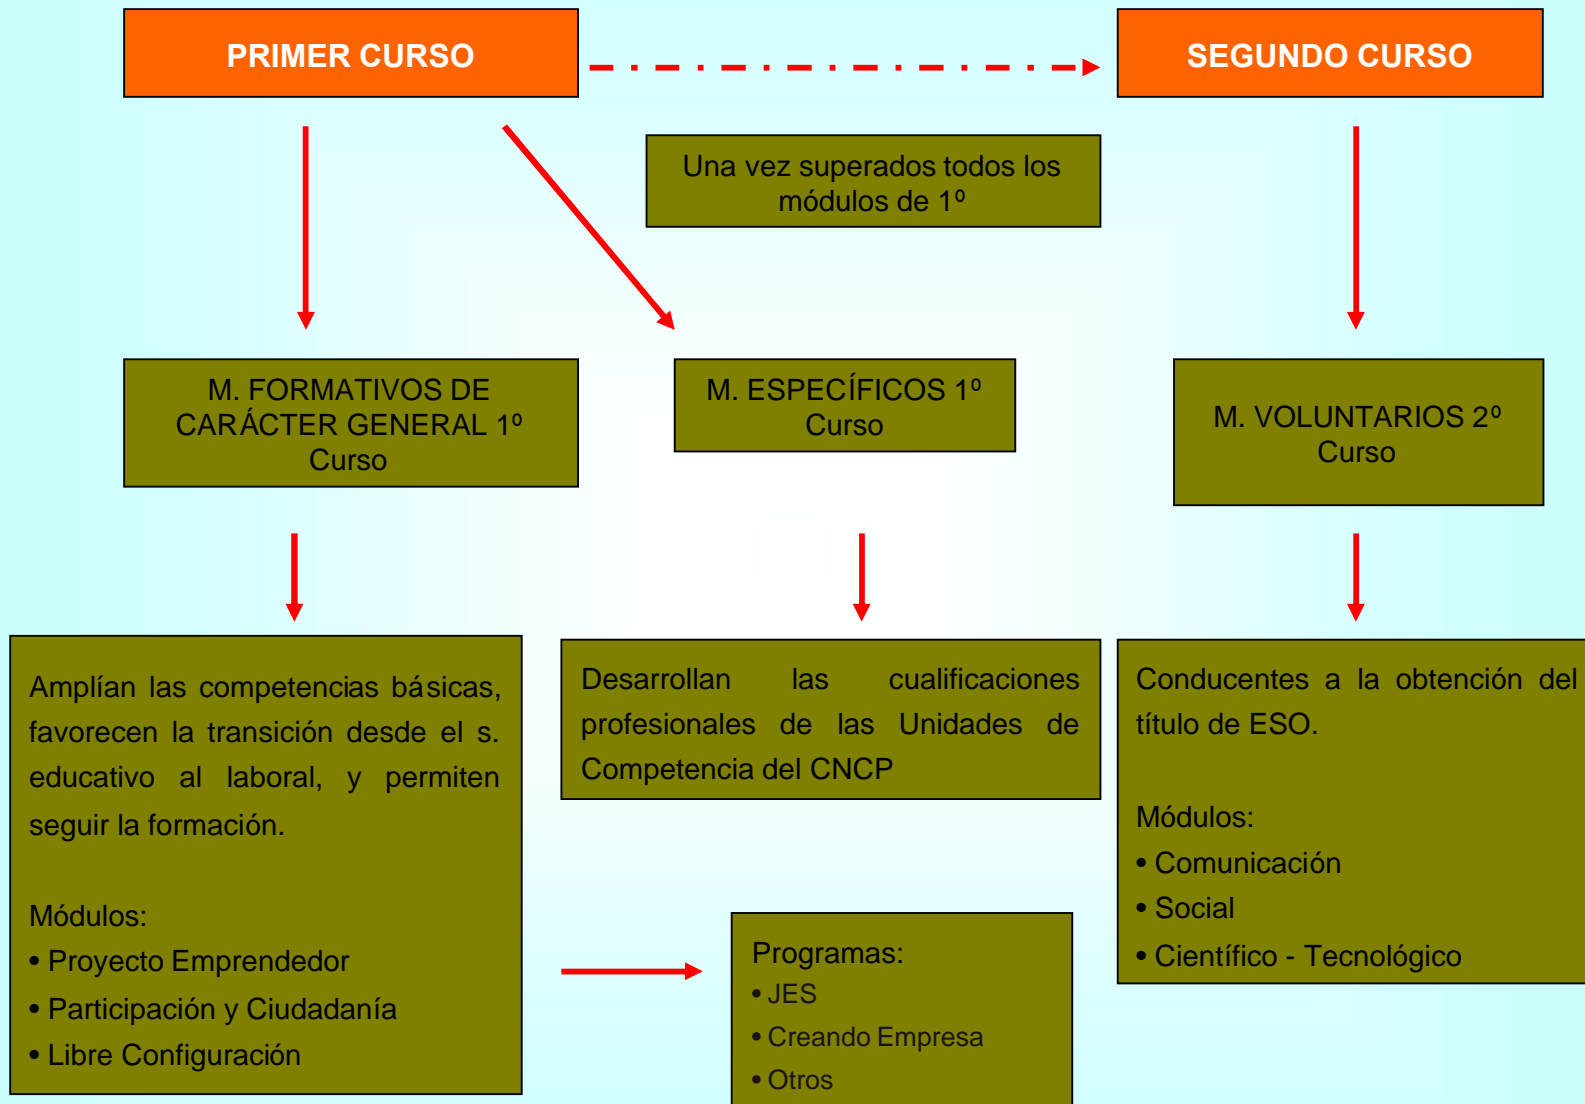 PRIMER CURSO
SEGUNDO CURSO
Una vez superados todos los
módulos de 1º
M. FORMATIVOS DE
CARÁCTER GENERAL 1º
Curso
M. ESPECÍFICOS 1º
Curso
M. VOLUNTARIOS 2º
Curso
Amplían las competencias básicas,
favorecen la transición desde el s.
educativo al laboral, y permiten
seguir la formación.
Módulos:
• Proyecto Emprendedor
• Participación y Ciudadanía
• Libre Configuración
Desarrollan las cualificaciones
profesionales de las Unidades de
Competencia del CNCP
Programas:
• JES
• Creando Empresa
• Otros
Conducentes a la obtención del
título de ESO.
Módulos:
• Comunicación
• Social
• Científico - Tecnológico